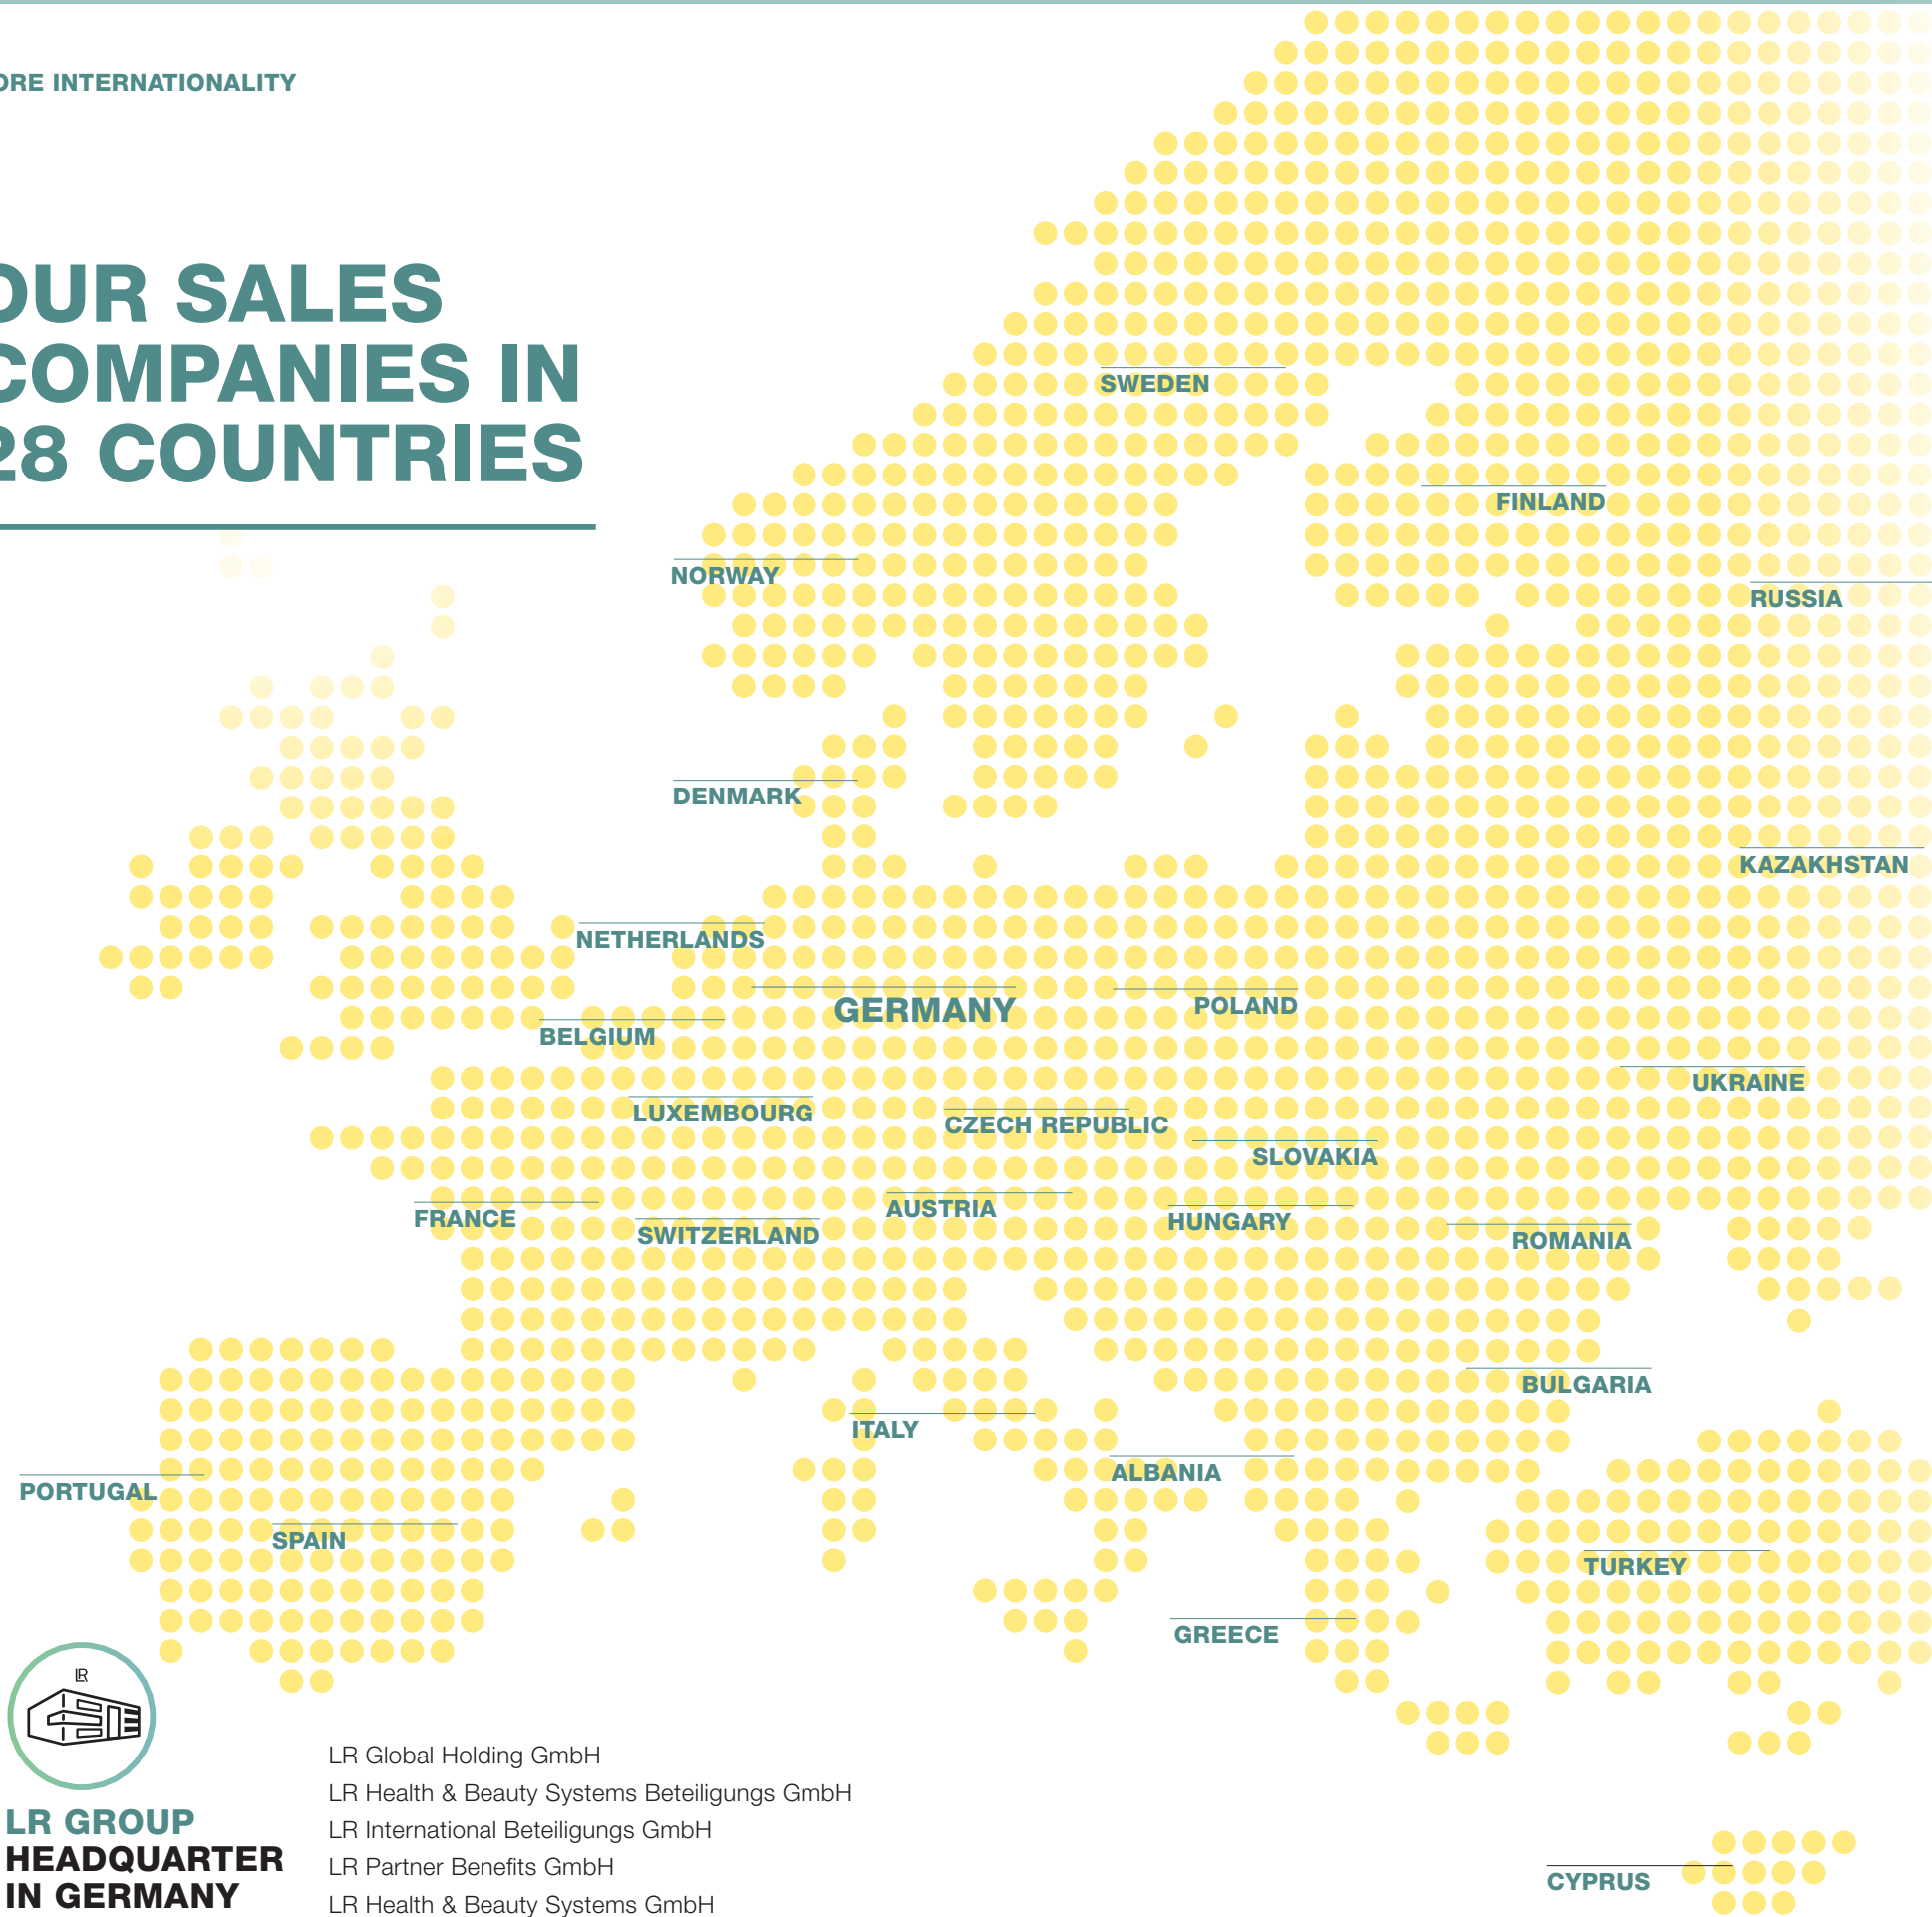 ORE INTERNATIONALITY
OUR SALES
COMPANIES IN
28 COUNTRIES
SWEDEN
FINLAND
NORWAY
RUSSIA
DENMARK
KAZAKHSTAN
NETHERLANDS
GERMANY
POLAND
BELGIUM
UKRAINE
LUXEMBOURG
CZECH REPUBLIC
SLOVAKIA
FRANCE
SWITZERLAND
AUSTRIA
HUNGARY
ROMANIA
BULGARIA
ITALY
ALBANIA
PORTUGAL
SPAIN
TURKEY
GREECE
LR
LR GROUP
HEADQUARTER
IN GERMANY
LR Global Holding GmbH
LR Health & Beauty Systems Beteiligungs GmbH
LR International Beteiligungs GmbH
LR Partner Benefits GmbH
LR Health & Beauty Systems GmbH
CYPRUS